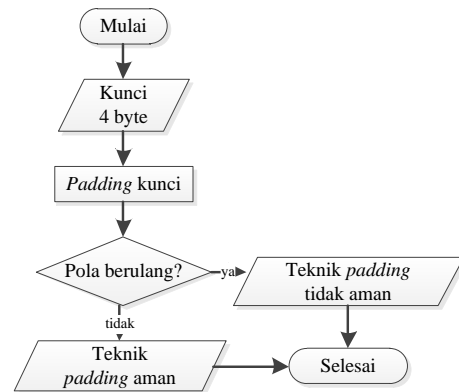 Mulai
Kunci
4 byte
Padding kunci
Pola berulang?
ya
Teknik padding
tidak aman
tidak
Teknik
padding aman
Selesai